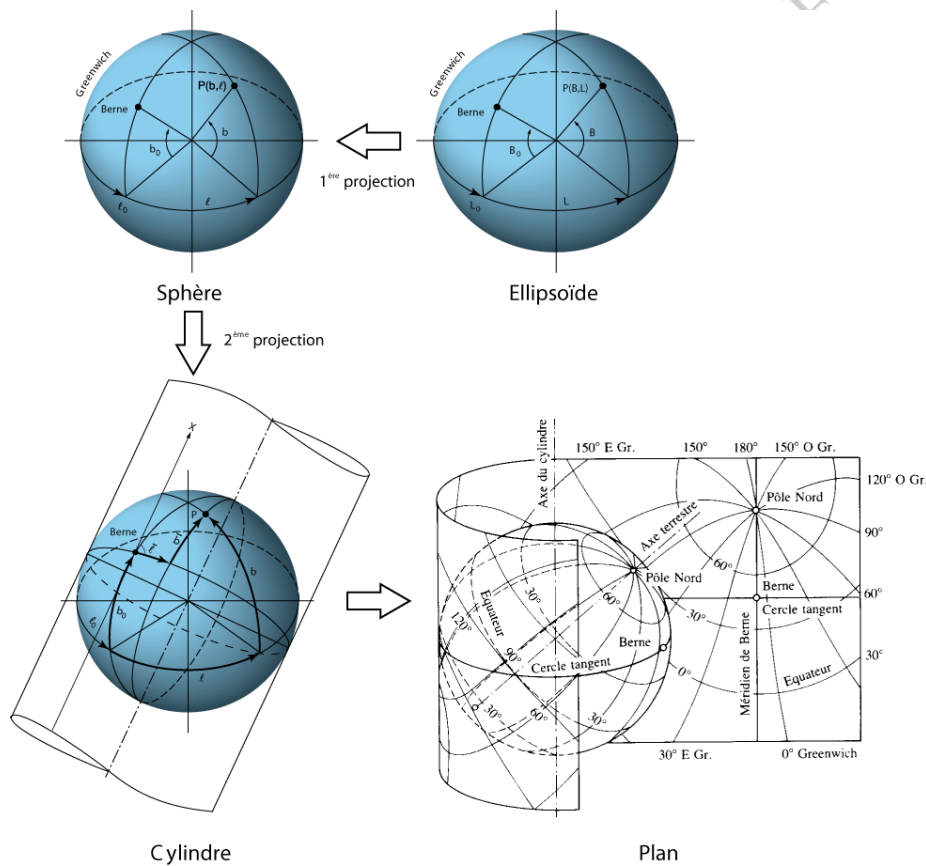 Greenwich
P(b,ℓ)
Berne
b
b₀
ℓ₀
ℓ
Sphère
1ère projection
P(B,L)
Berne
B
B₀
L₀
L
Ellipsoïde
2ème projection
X
P
Berne
ℓ̄
b̄
b
b₀
ℓ₀
ℓ
Cylindre
Axe du cylindre
150° E Gr.
150°
180°
150° O Gr.
120° O Gr.
Pôle Nord
90°
Axe terrestre
60°
Pôle Nord
Berne
60°
Cercle tangent
30°
30°
60°
120°
Equateur
30°
Berne
Méridien de Berne
30°
0°
Equateur
90°
Cercle tangent
30°
60°
30°
30° E Gr.
0° Greenwich
Plan